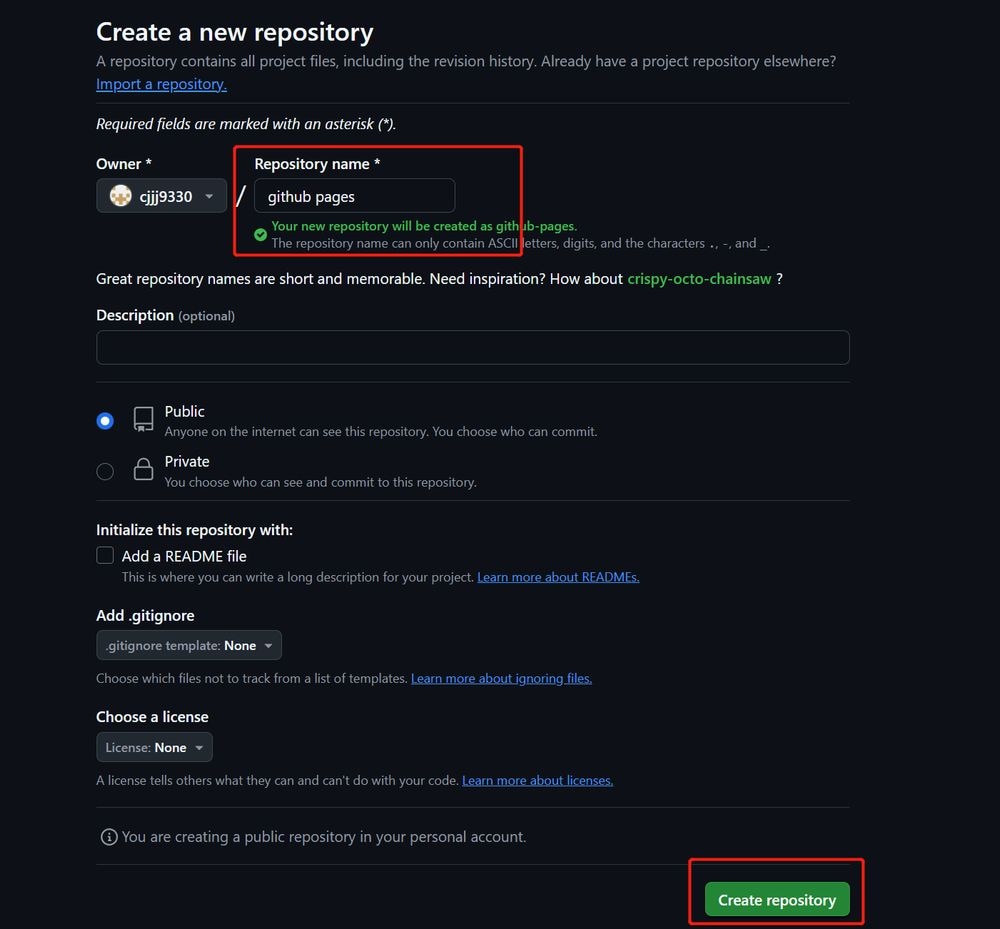 Create a new repository
A repository contains all project files, including the revision history. Already have a project repository elsewhere?
Import a repository.
Required fields are marked with an asterisk (*).
Owner *
Repository name *
cjjj9330
/
github pages
Your new repository will be created as github-pages.
The repository name can only contain ASCII letters, digits, and the characters ., -, and _.
Great repository names are short and memorable. Need inspiration? How about crispy-octo-chainsaw ?
Description (optional)
Public
Anyone on the internet can see this repository. You choose who can commit.
Private
You choose who can see and commit to this repository.
Initialize this repository with:
Add a README file
This is where you can write a long description for your project. Learn more about READMEs.
Add .gitignore
.gitignore template: None
Choose which files not to track from a list of templates. Learn more about ignoring files.
Choose a license
License: None
A license tells others what they can and can't do with your code. Learn more about licenses.
You are creating a public repository in your personal account.
Create repository